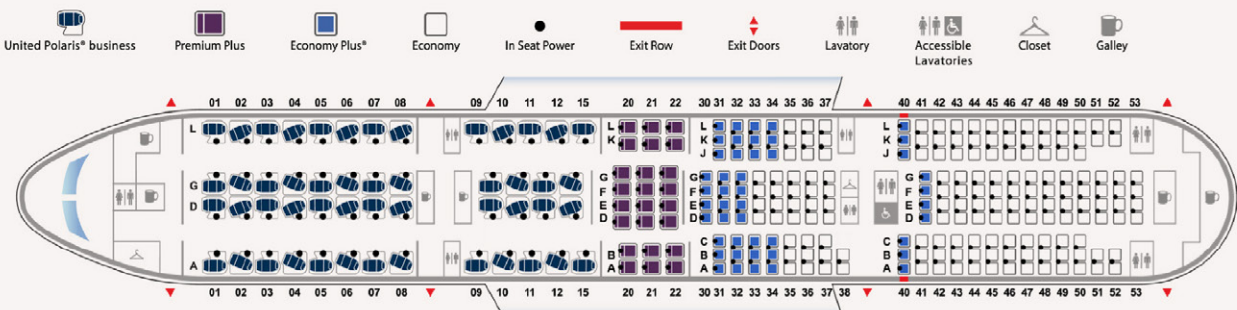 United Polaris® business
Premium Plus
Economy Plus®
Economy
In Seat Power
Exit Row
Exit Doors
Lavatory
Accessible
Lavatories
Closet
Galley
01 02 03 04 05 06 07 08 09 10 11 12 15 20 21 22 30 31 32 33 34 35 36 37 40 41 42 43 44 45 46 47 48 49 50 51 52 53
L L L L
K K K
J J
G G G G
F F F
E E E
D D D D
C C
B B B
A A A A
01 02 03 04 05 06 07 08 09 10 11 12 15 20 21 22 30 31 32 33 34 35 36 37 38 40 41 42 43 44 45 46 47 48 49 50 51 52 53